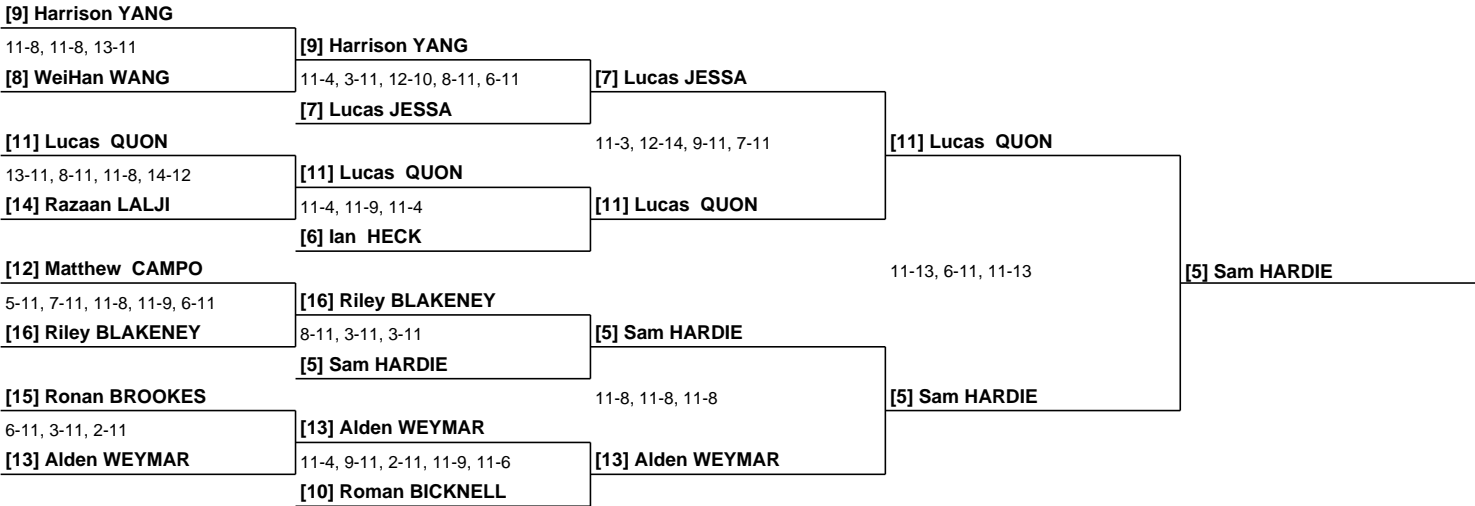 [9] Harrison YANG
11-8, 11-8, 13-11
[9] Harrison YANG
[8] WeiHan WANG
11-4, 3-11, 12-10, 8-11, 6-11
[7] Lucas JESSA
[7] Lucas JESSA
[11] Lucas  QUON
11-3, 12-14, 9-11, 7-11
[11] Lucas  QUON
13-11, 8-11, 11-8, 14-12
[11] Lucas  QUON
[14] Razaan LALJI
11-4, 11-9, 11-4
[11] Lucas  QUON
[6] Ian  HECK
[12] Matthew  CAMPO
11-13, 6-11, 11-13
[5] Sam HARDIE
5-11, 7-11, 11-8, 11-9, 6-11
[16] Riley BLAKENEY
[16] Riley BLAKENEY
8-11, 3-11, 3-11
[5] Sam HARDIE
[5] Sam HARDIE
[15] Ronan BROOKES
11-8, 11-8, 11-8
[5] Sam HARDIE
6-11, 3-11, 2-11
[13] Alden WEYMAR
[13] Alden WEYMAR
11-4, 9-11, 2-11, 11-9, 11-6
[13] Alden WEYMAR
[10] Roman BICKNELL